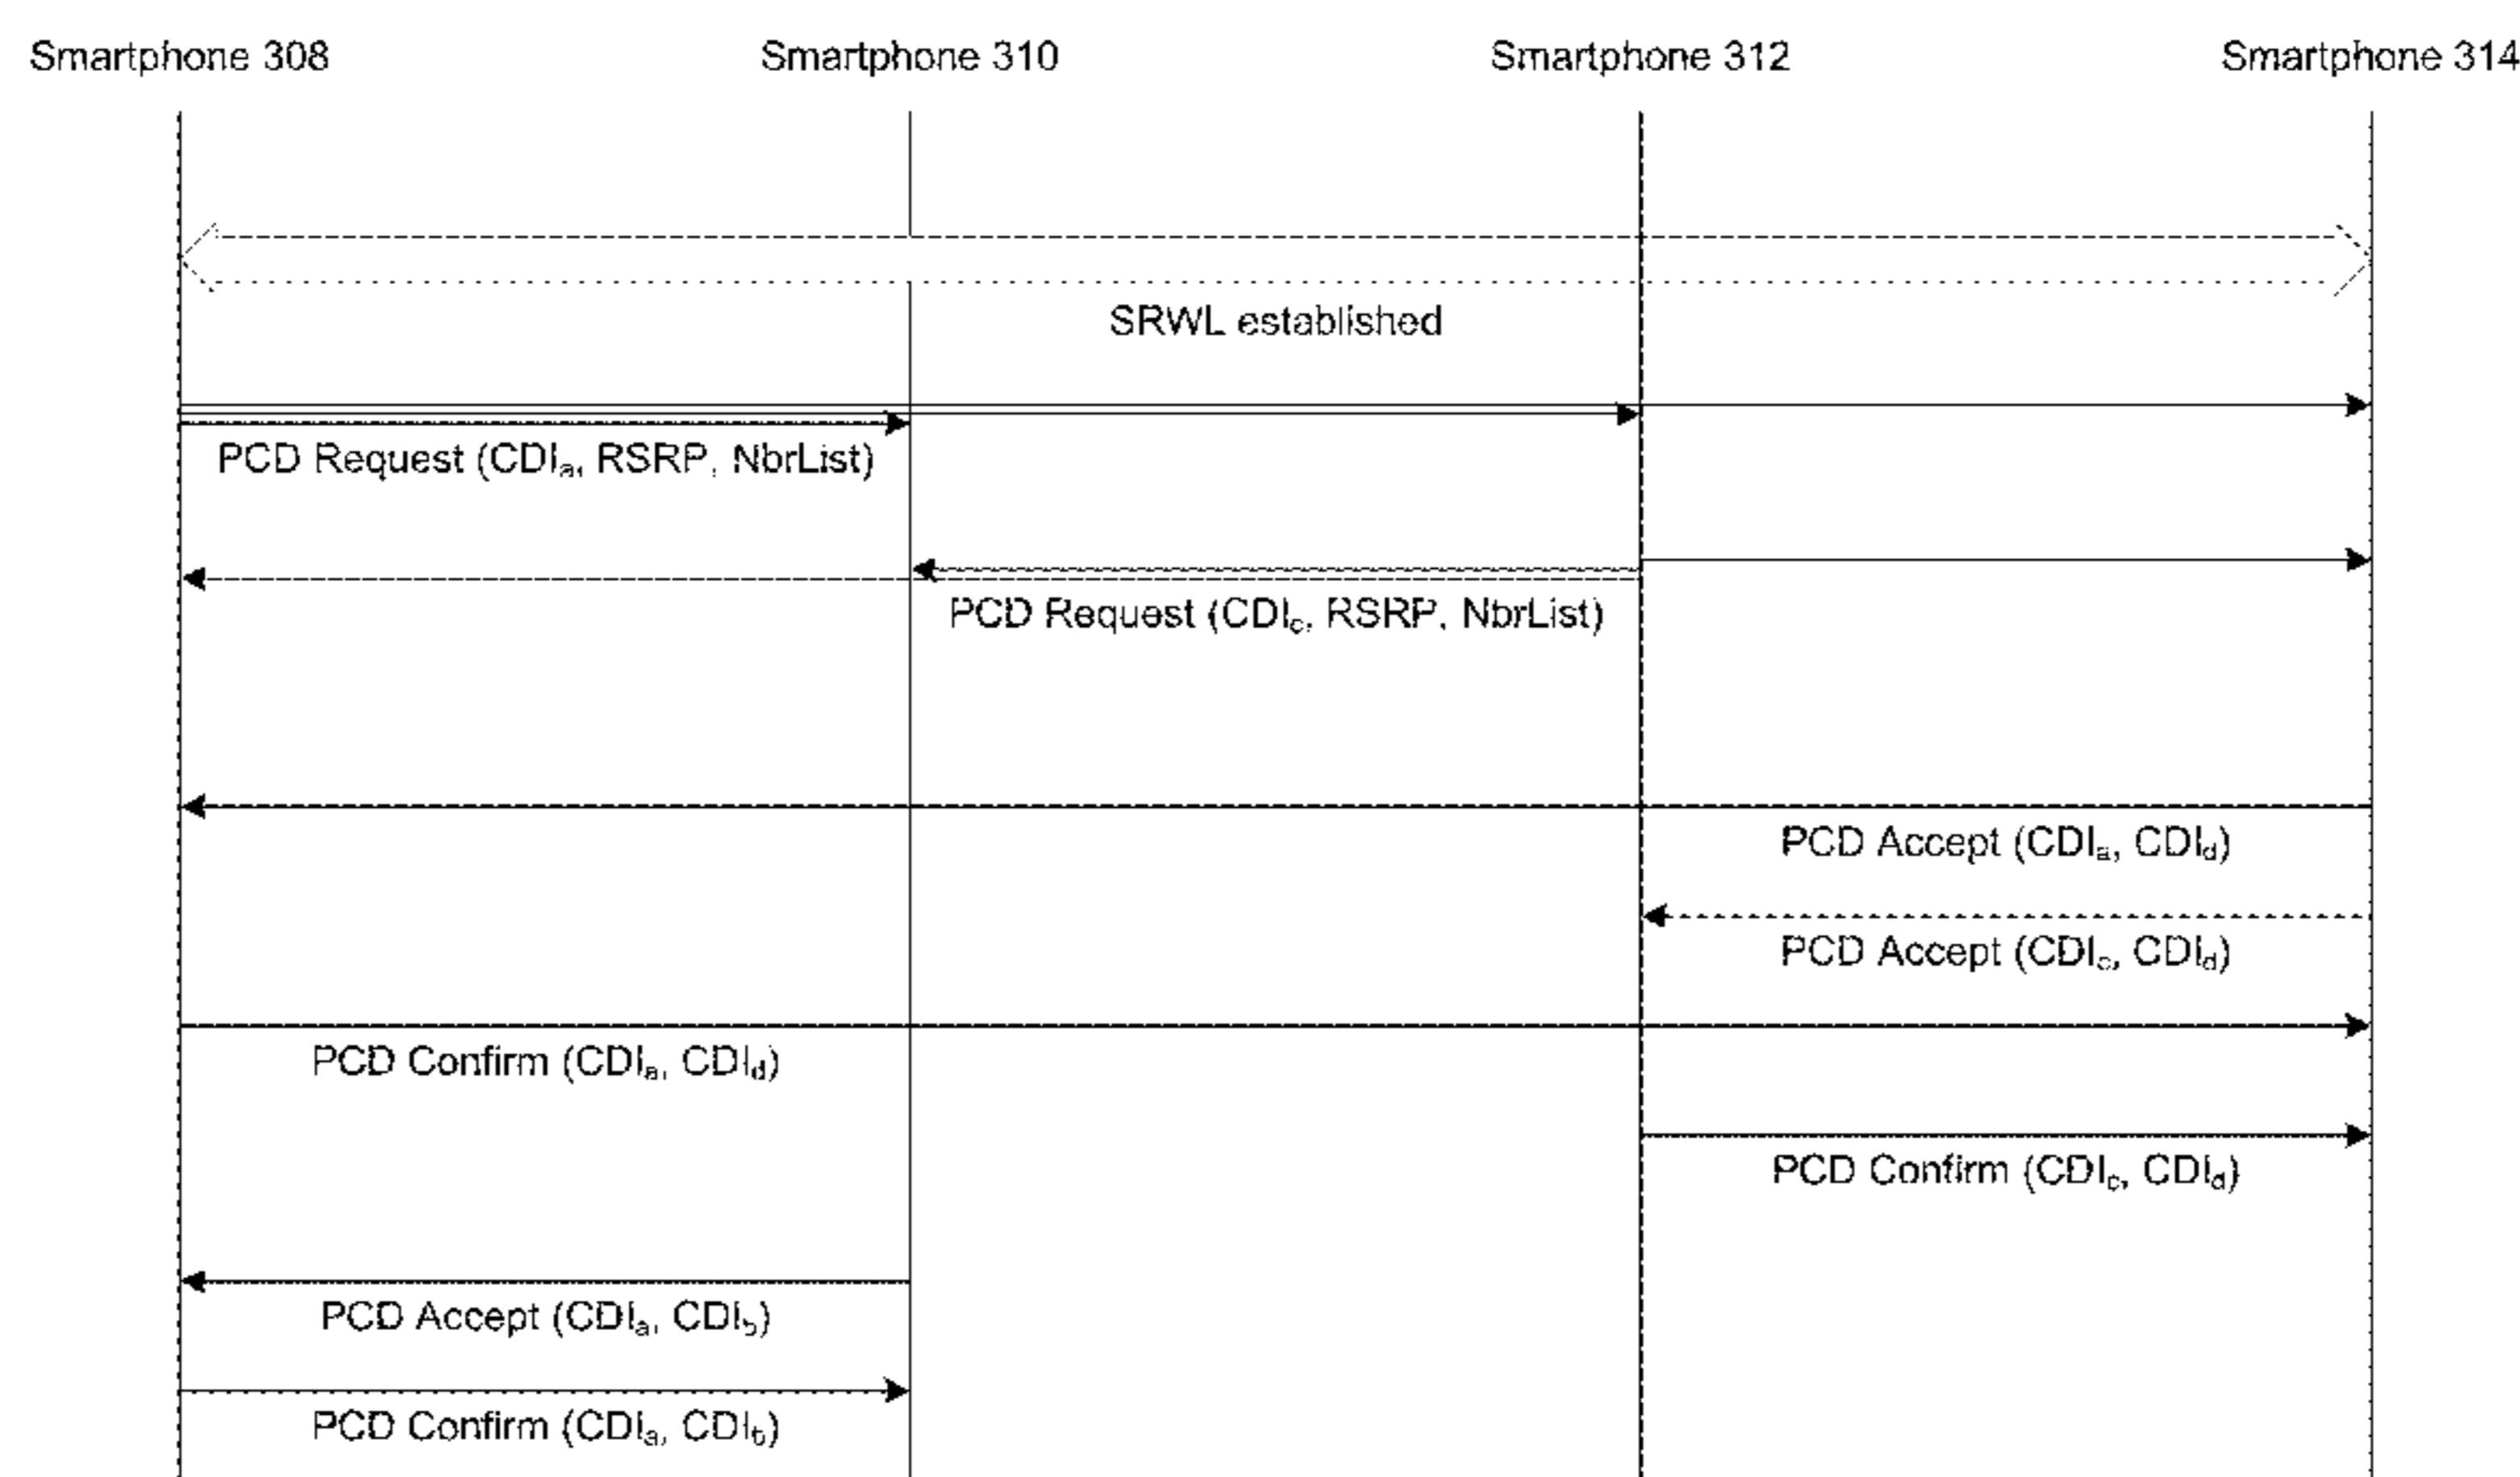 Smartphone 308 Smartphone 310 Smartphone 312 Smartphone 314
SRWL established
PCD Request (CDIa, RSRP, NbrList)
PCD Request (CDIc, RSRP, NbrList)
PCD Accept (CDIa, CDId)
PCD Accept (CDIc, CDId)
PCD Confirm (CDIa, CDId)
PCD Confirm (CDIc, CDId)
PCD Accept (CDIa, CDIb)
PCD Confirm (CDIa, CDIb)